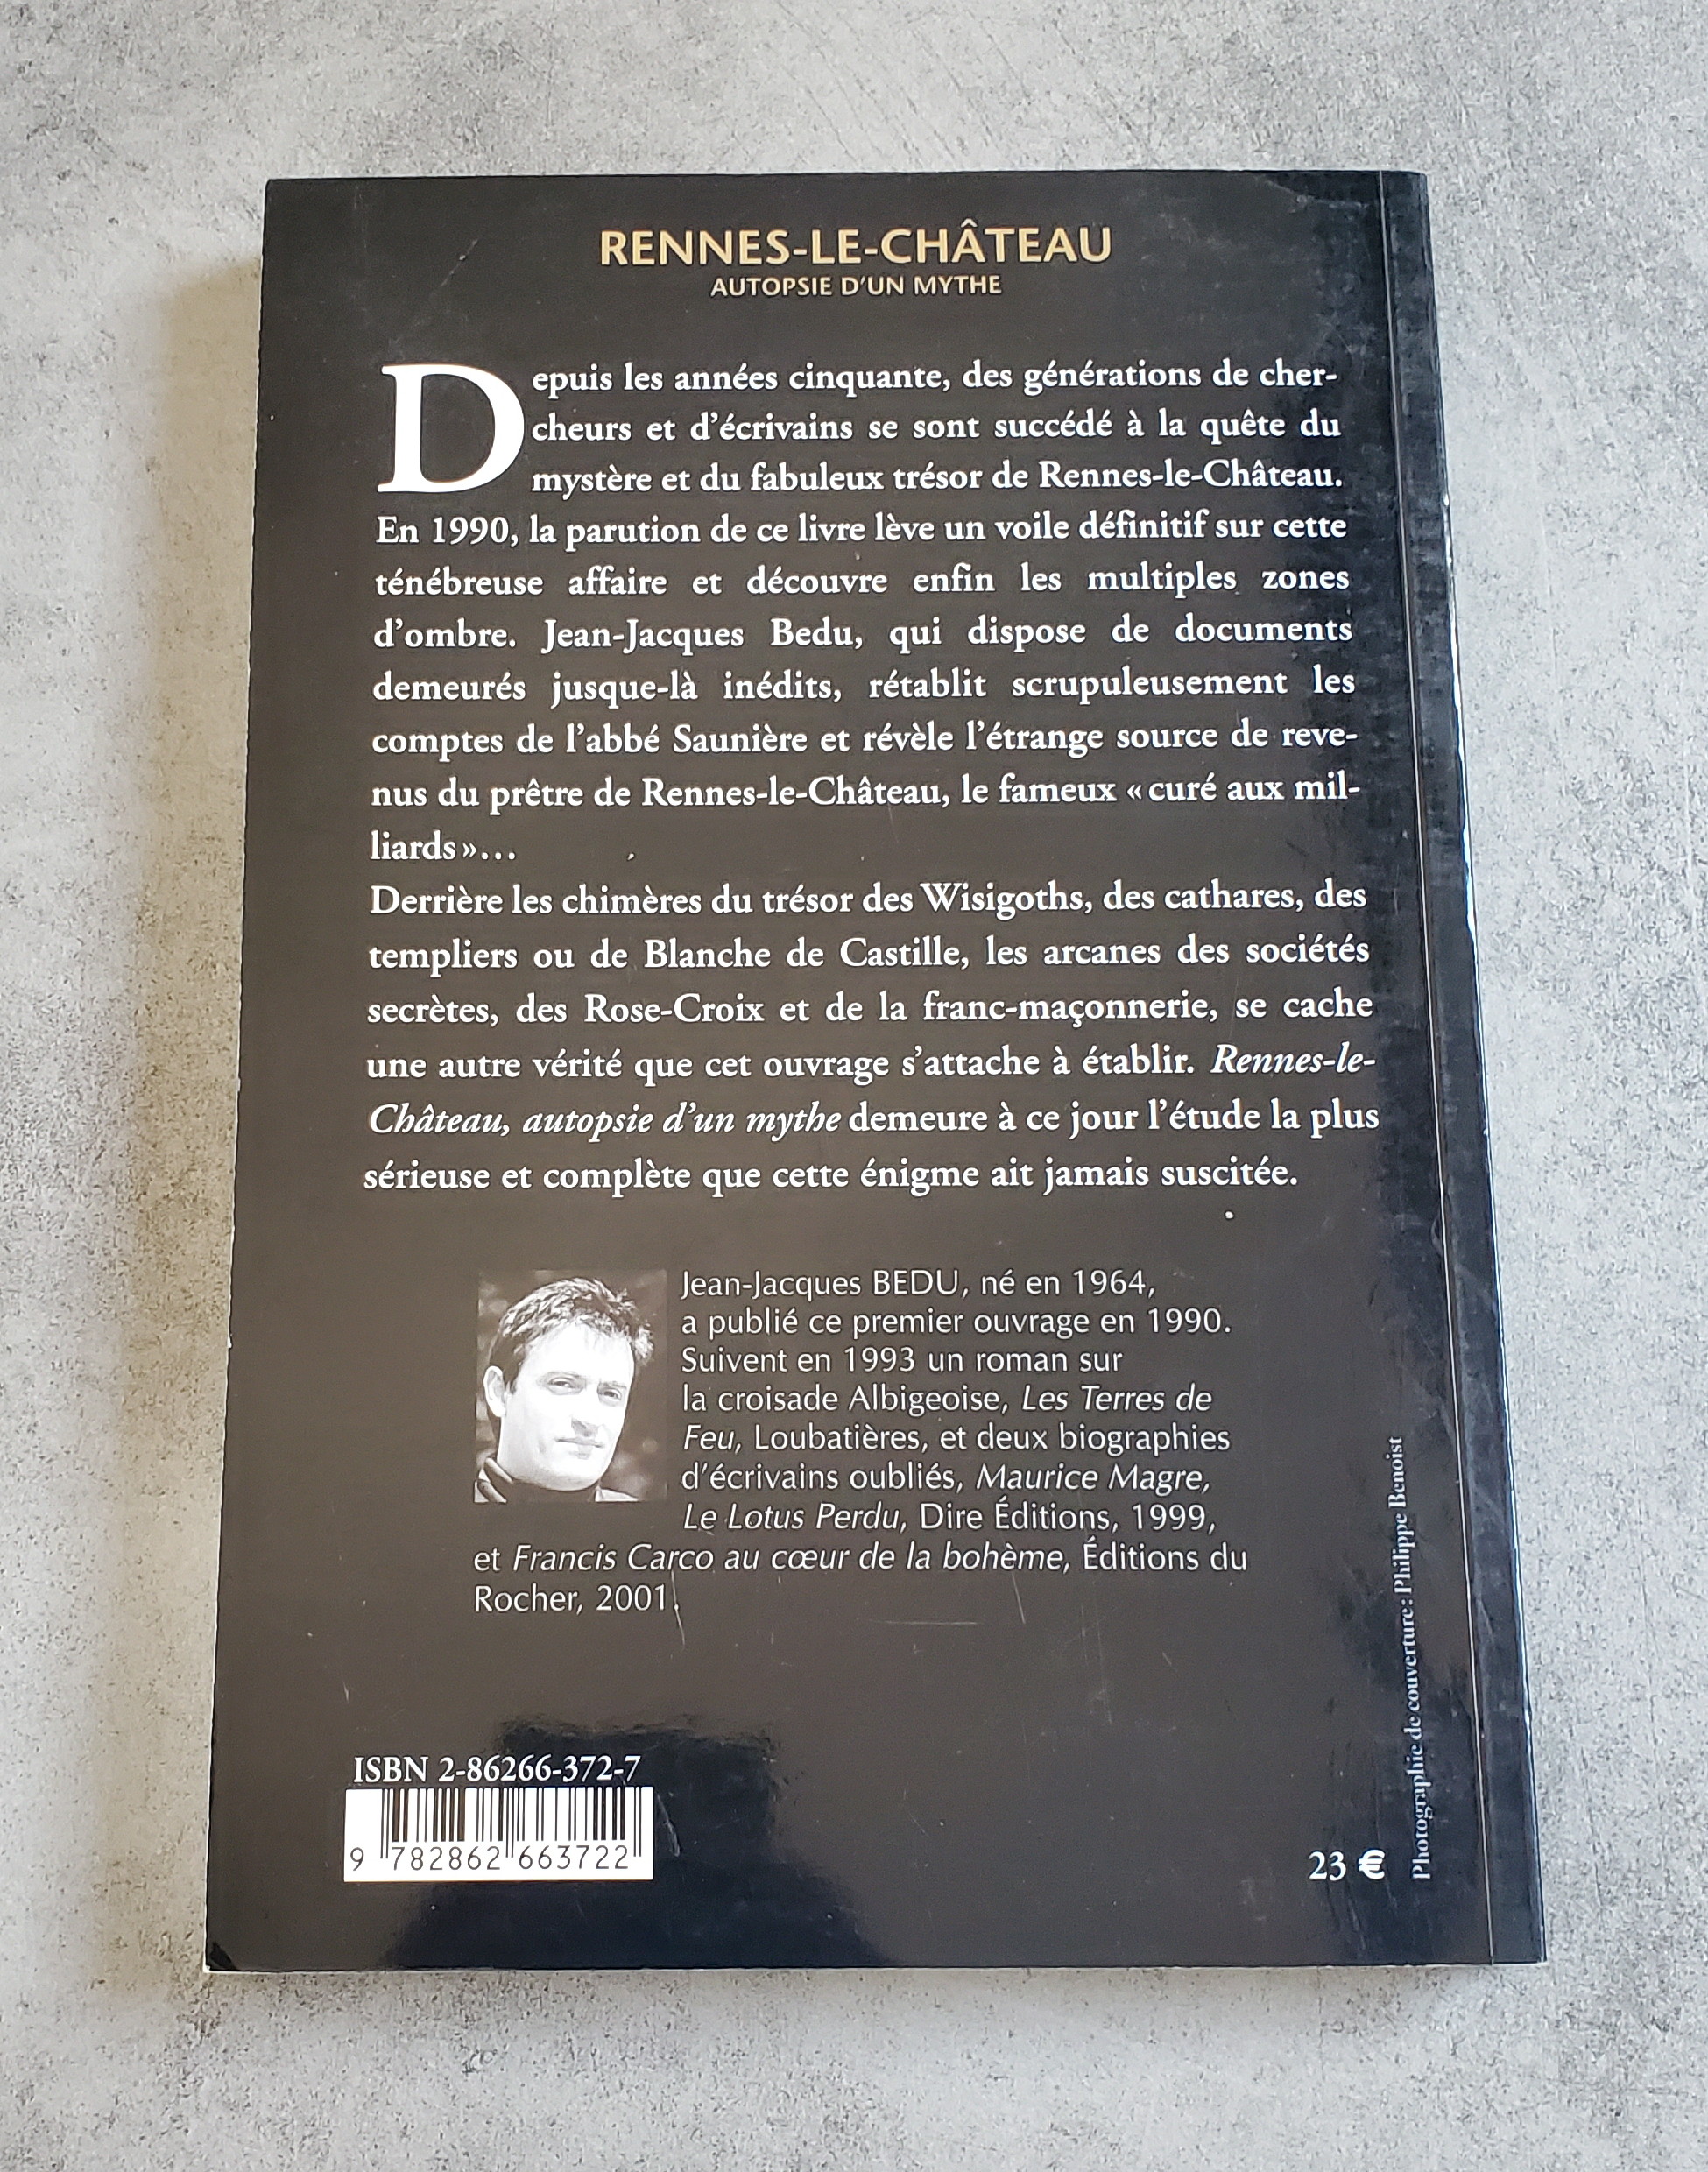 RENNES-LE-CHÂTEAU
AUTOPSIE D'UN MYTHE
Depuis les années cinquante, des générations de cher-
cheurs et d'écrivains se sont succédé à la quête du
mystère et du fabuleux trésor de Rennes-le-Château.
En 1990, la parution de ce livre lève un voile définitif sur cette
ténébreuse affaire et découvre enfin les multiples zones
d'ombre. Jean-Jacques Bedu, qui dispose de documents
demeurés jusque-là inédits, rétablit scrupuleusement les
comptes de l'abbé Saunière et révèle l'étrange source de reve-
nus du prêtre de Rennes-le-Château, le fameux « curé aux mil-
liards »...
Derrière les chimères du trésor des Wisigoths, des cathares, des
templiers ou de Blanche de Castille, les arcanes des sociétés
secrètes, des Rose-Croix et de la franc-maçonnerie, se cache
une autre vérité que cet ouvrage s'attache à établir. Rennes-le-
Château, autopsie d'un mythe demeure à ce jour l'étude la plus
sérieuse et complète que cette énigme ait jamais suscitée.
Jean-Jacques BEDU, né en 1964,
a publié ce premier ouvrage en 1990.
Suivent en 1993 un roman sur
la croisade Albigeoise, Les Terres de
Feu, Loubatières, et deux biographies
d'écrivains oubliés, Maurice Magre,
Le Lotus Perdu, Dire Éditions, 1999,
et Francis Carco au cœur de la bohème, Éditions du
Rocher, 2001.
Photographie de couverture : Philippe Benoist
ISBN 2-86266-372-7
9 782862 663722
23 €